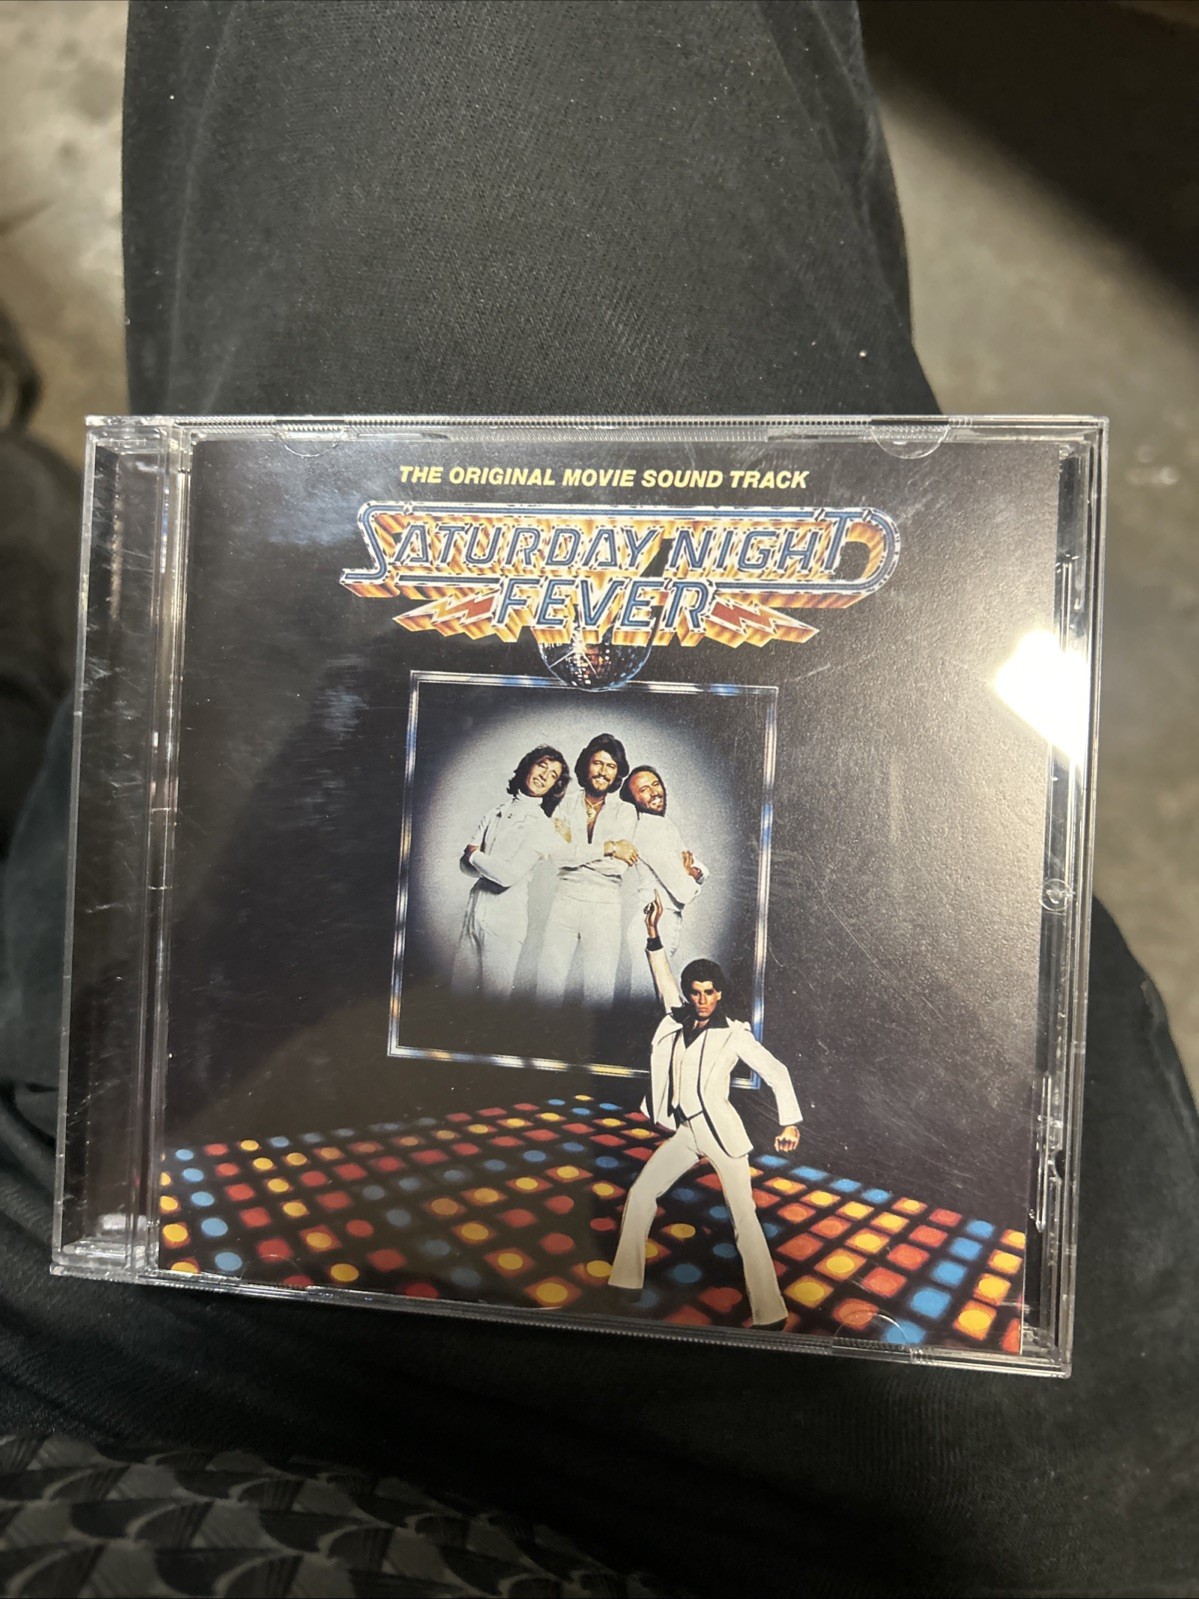 THE ORIGINAL MOVIE SOUND TRACK
SATURDAY NIGHT
FEVER